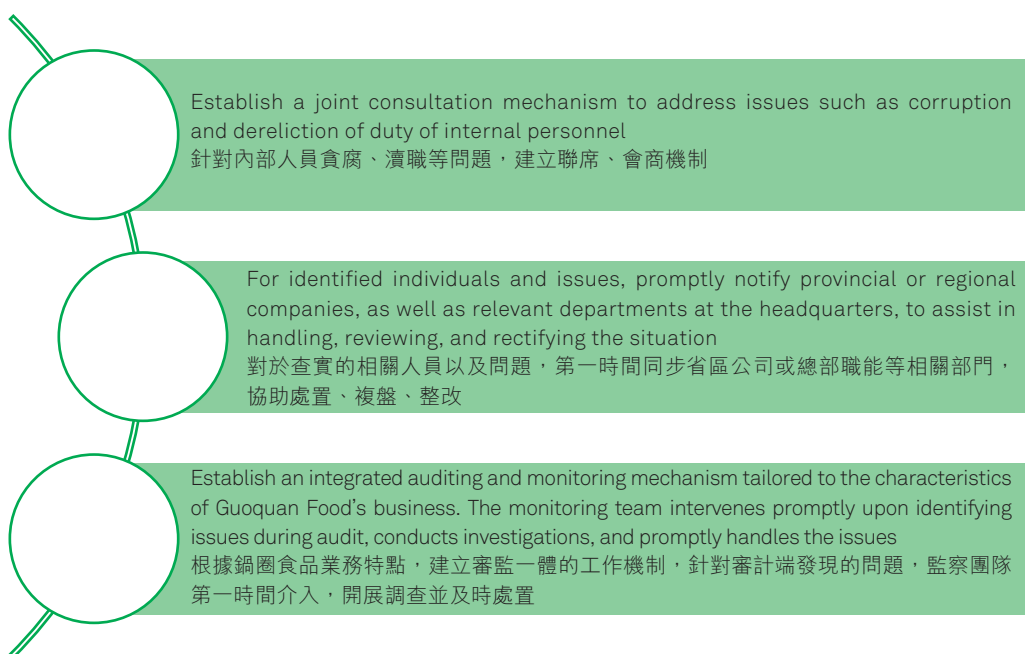 Establish a joint consultation mechanism to address issues such as corruption
and dereliction of duty of internal personnel
針對內部人員貪腐、瀆職等問題，建立聯席、會商機制
For identified individuals and issues, promptly notify provincial or regional
companies, as well as relevant departments at the headquarters, to assist in
handling, reviewing, and rectifying the situation
對於查實的相關人員以及問題，第一時間同步省區公司或總部職能等相關部門，
協助處置、複盤、整改
Establish an integrated auditing and monitoring mechanism tailored to the characteristics
of Guoquan Food's business. The monitoring team intervenes promptly upon identifying
issues during audit, conducts investigations, and promptly handles the issues
根據鍋圈食品業務特點，建立審監一體的工作機制，針對審計端發現的問題，監察團隊
第一時間介入，開展調查並及時處置